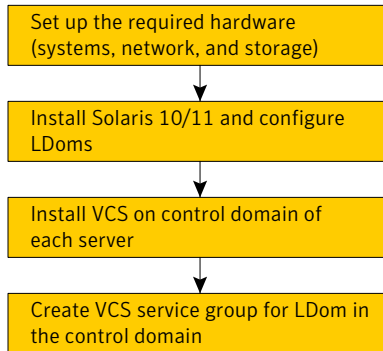 Set up the required hardware
(systems, network, and storage)
Install Solaris 10/11 and configure
LDoms
Install VCS on control domain of
each server
Create VCS service group for LDom in
the control domain